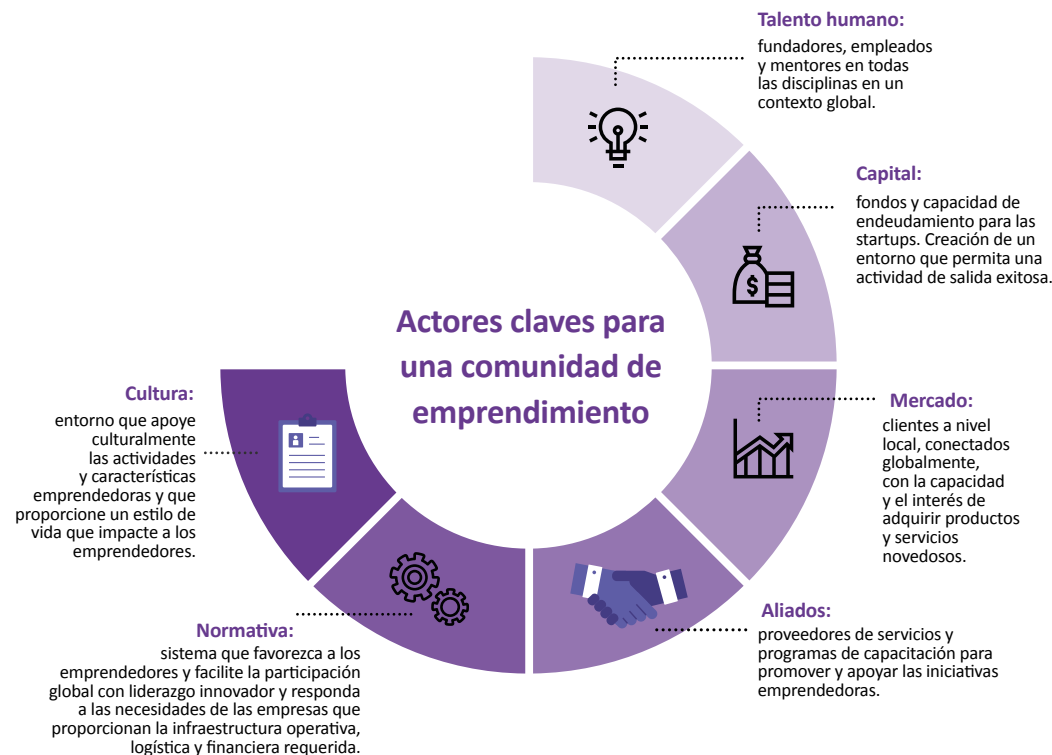 Actores claves para
una comunidad de
emprendimiento
Talento humano:
fundadores, empleados
y mentores en todas
las disciplinas en un
contexto global.
Capital:
fondos y capacidad de
endeudamiento para las
startups. Creación de un
entorno que permita una
actividad de salida exitosa.
$
Mercado:
clientes a nivel
local, conectados
globalmente,
con la capacidad
y el interés de
adquirir productos
y servicios
novedosos.
Aliados:
proveedores de servicios y
programas de capacitación para
promover y apoyar las iniciativas
emprendedoras.
Normativa:
sistema que favorezca a los
emprendedores y facilite la participación
global con liderazgo innovador y responda
a las necesidades de las empresas que
proporcionan la infraestructura operativa,
logística y financiera requerida.
Cultura:
entorno que apoye
culturalmente
las actividades
y características
emprendedoras y que
proporcione un estilo de
vida que impacte a los
emprendedores.